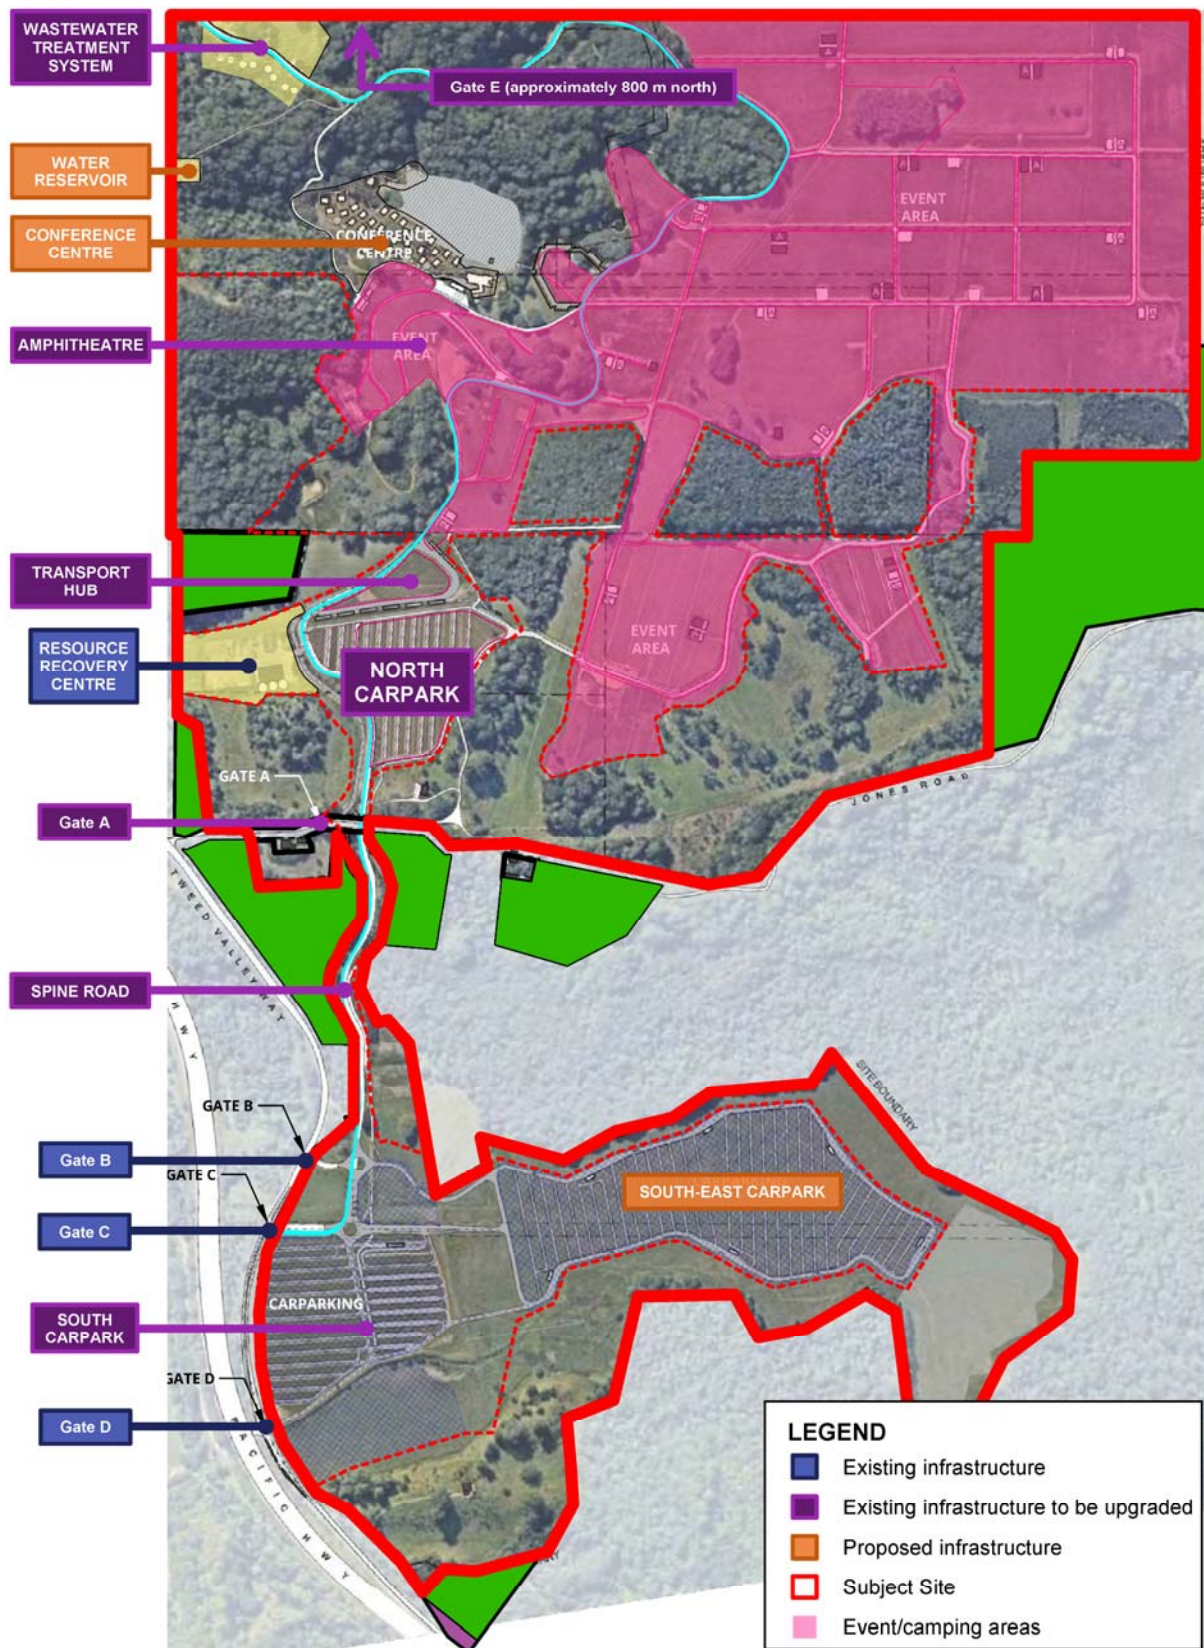 WASTEWATER
TREATMENT
SYSTEM
Gate E (approximately 800 m north)
WATER
RESERVOIR
CONFERENCE
CENTRE
CONFERENCE
CENTRE
EVENT
AREA
AMPHITHEATRE
EVENT
AREA
TRANSPORT
HUB
RESOURCE
RECOVERY
CENTRE
NORTH
CARPARK
EVENT
AREA
GATE A
Gate A
JONES ROAD
TWEED VALLEY WAY
HWY
SPINE ROAD
SITE BOUNDARY
GATE B
Gate B
GATE C
Gate C
SOUTH-EAST CARPARK
CARPARKING
SOUTH
CARPARK
GATE D
Gate D
PACIFIC HWY
LEGEND
Existing infrastructure
Existing infrastructure to be upgraded
Proposed infrastructure
Subject Site
Event/camping areas